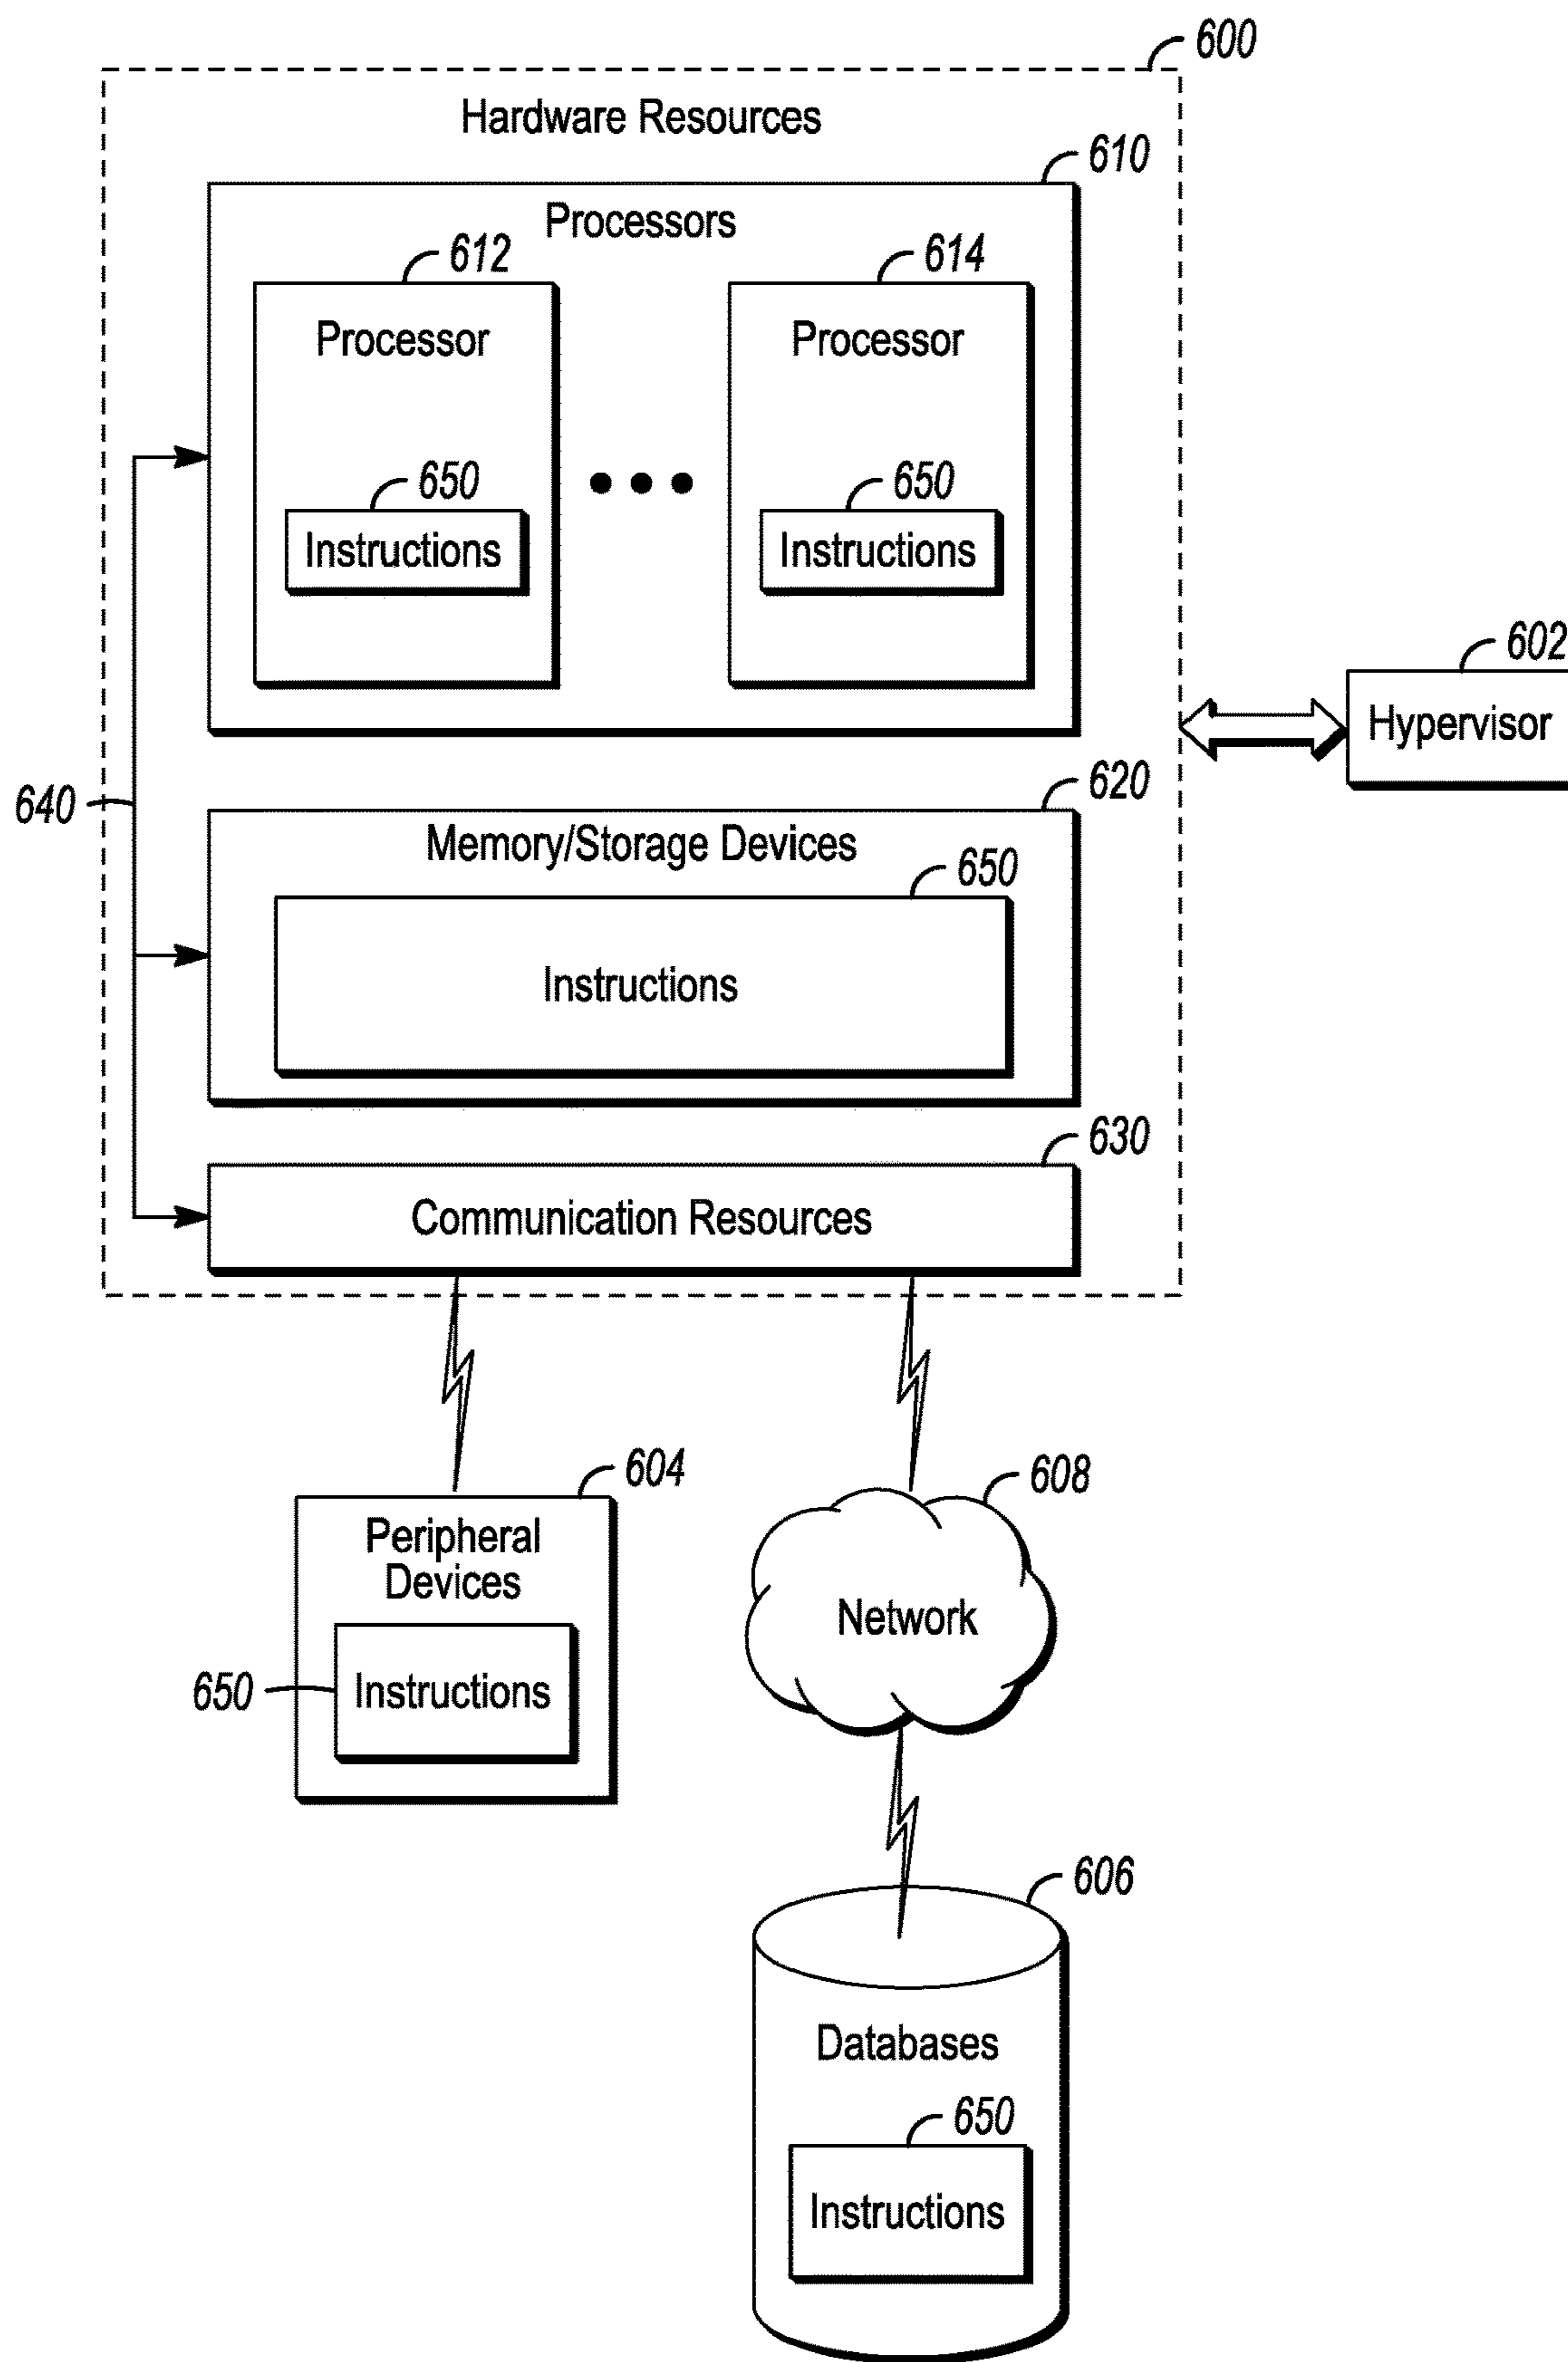 600
Hardware Resources
610
Processors
612
614
Processor
Processor
650
650
Instructions
Instructions
602
Hypervisor
640
620
Memory/Storage Devices
650
Instructions
630
Communication Resources
604
608
Peripheral
Devices
Network
650
Instructions
606
Databases
650
Instructions